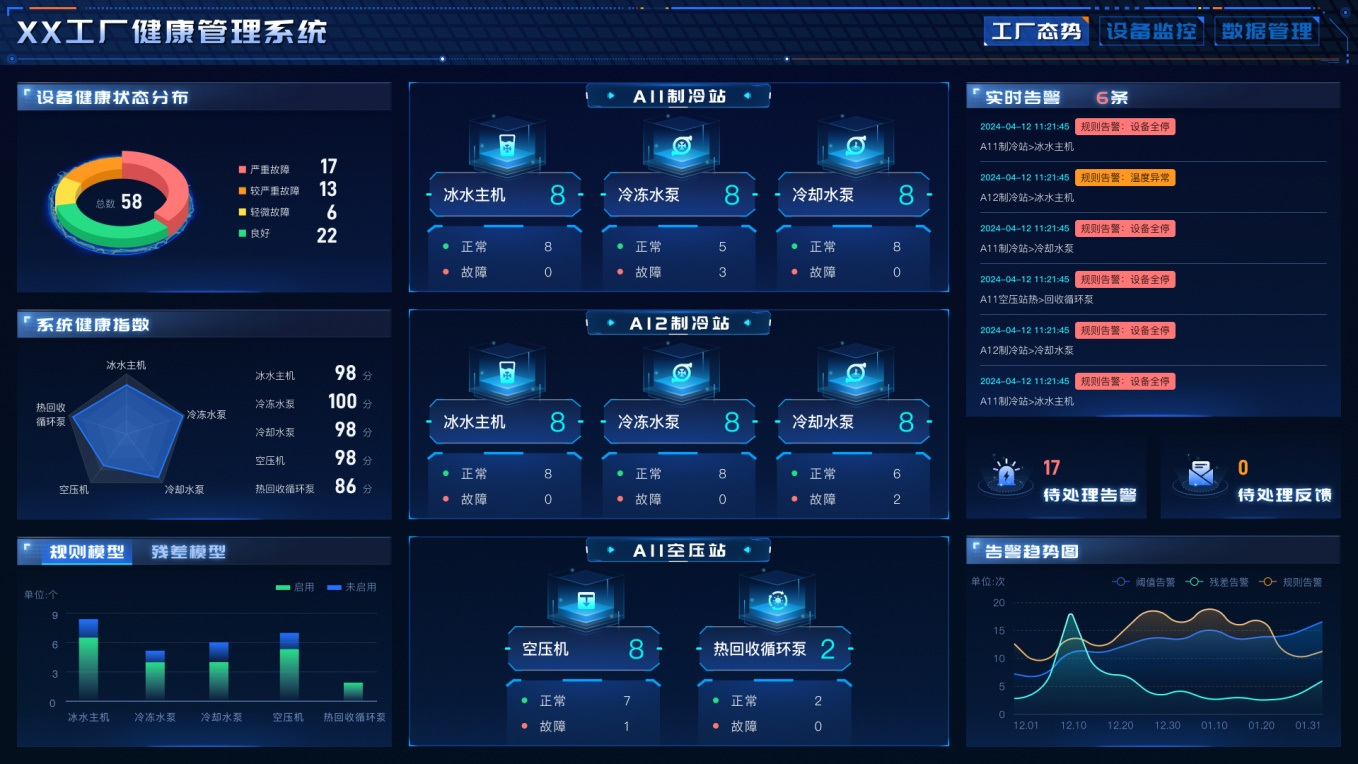 XX工厂健康管理系统
工厂态势 设备监控 数据管理
设备健康状态分布
总数 58
严重故障 17
较严重故障 13
轻微故障 6
良好 22
系统健康指数
冰水主机
冷冻水泵
冷却水泵
空压机
热回收
循环泵
冰水主机 98 分
冷冻水泵 100 分
冷却水泵 98 分
空压机 98 分
热回收循环泵 86 分
规则模型 残差模型
单位:个
启用 未启用
9
6
3
0
冰水主机 冷冻水泵 冷却水泵 空压机 热回收循环泵
A11制冷站
冰水主机 8 冷冻水泵 8 冷却水泵 8
正常 8 正常 5 正常 8
故障 0 故障 3 故障 0
A12制冷站
冰水主机 8 冷冻水泵 8 冷却水泵 8
正常 8 正常 8 正常 6
故障 0 故障 0 故障 2
A11空压站
空压机 8 热回收循环泵 2
正常 7 正常 2
故障 1 故障 0
实时告警 6条
2024-04-12 11:21:45 规则告警：设备全停
A11制冷站>冰水主机
2024-04-12 11:21:45 规则告警：温度异常
A12制冷站>冰水主机
2024-04-12 11:21:45 规则告警：设备全停
A11制冷站>冷却水泵
2024-04-12 11:21:45 规则告警：设备全停
A11空压站热>回收循环泵
2024-04-12 11:21:45 规则告警：设备全停
A12制冷站>冷却水泵
2024-04-12 11:21:45 规则告警：设备全停
A11制冷站>冰水主机
17
待处理告警
0
待处理反馈
告警趋势图
单位:次
阈值告警 残差告警 规则告警
20
15
10
5
0
12.01 12.10 12.20 12.30 01.10 01.20 01.31